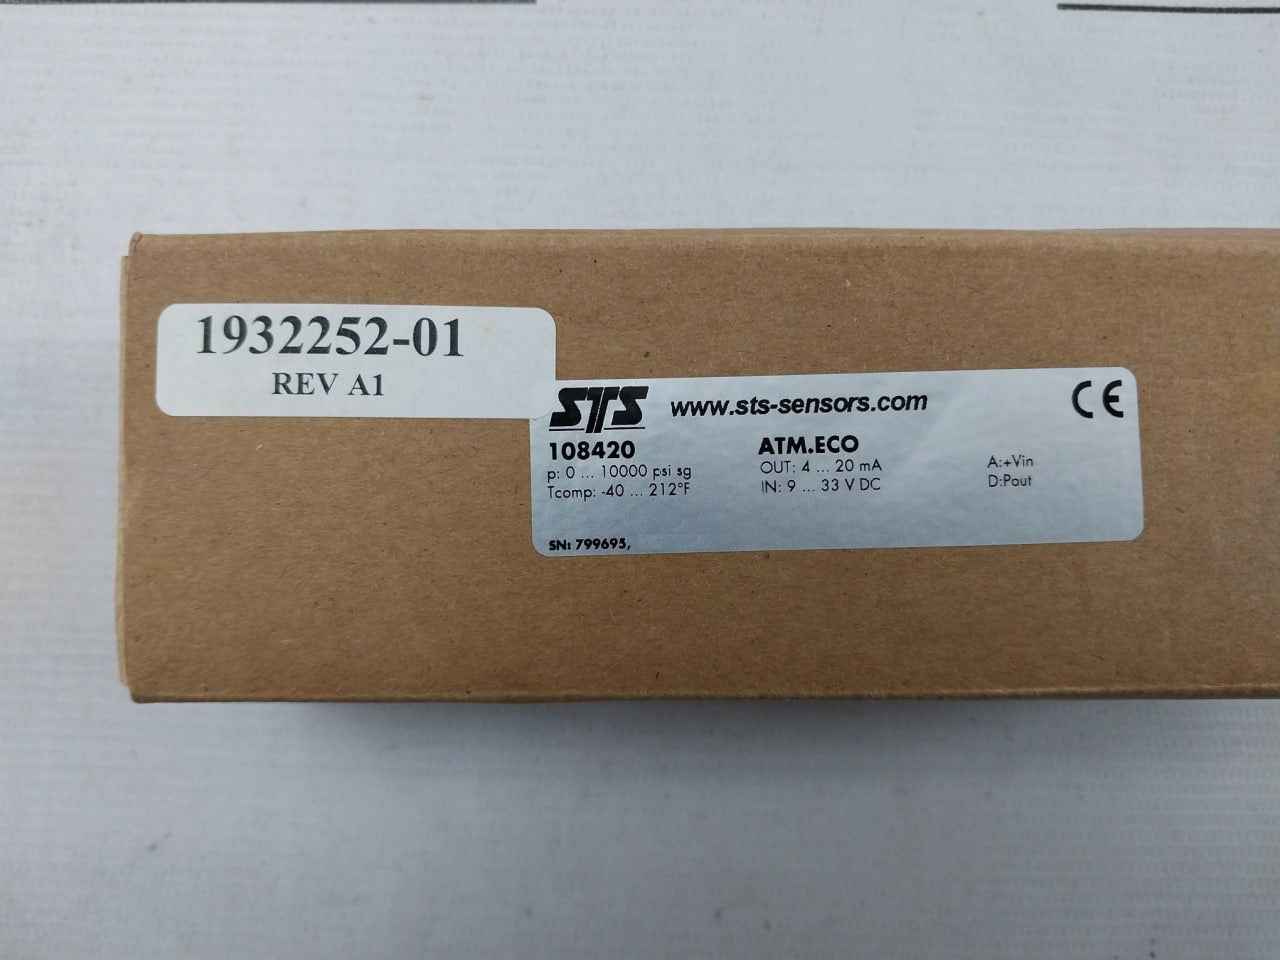 1932252-01
REV A1
STS www.sts-sensors.com CE
108420
p: 0 ... 10000 psi sg
Tcomp: -40 ... 212°F
ATM.ECO
OUT: 4 ... 20 mA
IN: 9 ... 33 V DC
A:+Vin
D:Pout
SN: 799695,